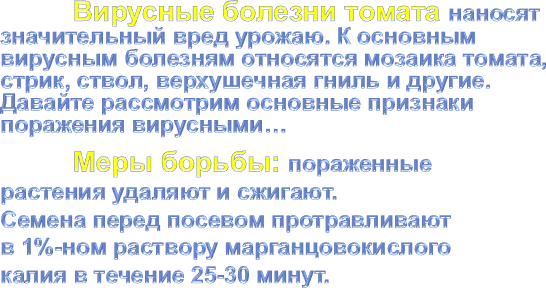 Вирусные болезни томата наносят
значительный вред урожаю. К основным
вирусным болезням относятся мозаика томата,
стрик, ствол, верхушечная гниль и другие.
Давайте рассмотрим основные признаки
поражения вирусными…
Меры борьбы: пораженные
растения удаляют и сжигают.
Семена перед посевом протравливают
в 1%-ном раствору марганцовокислого
калия в течение 25-30 минут.